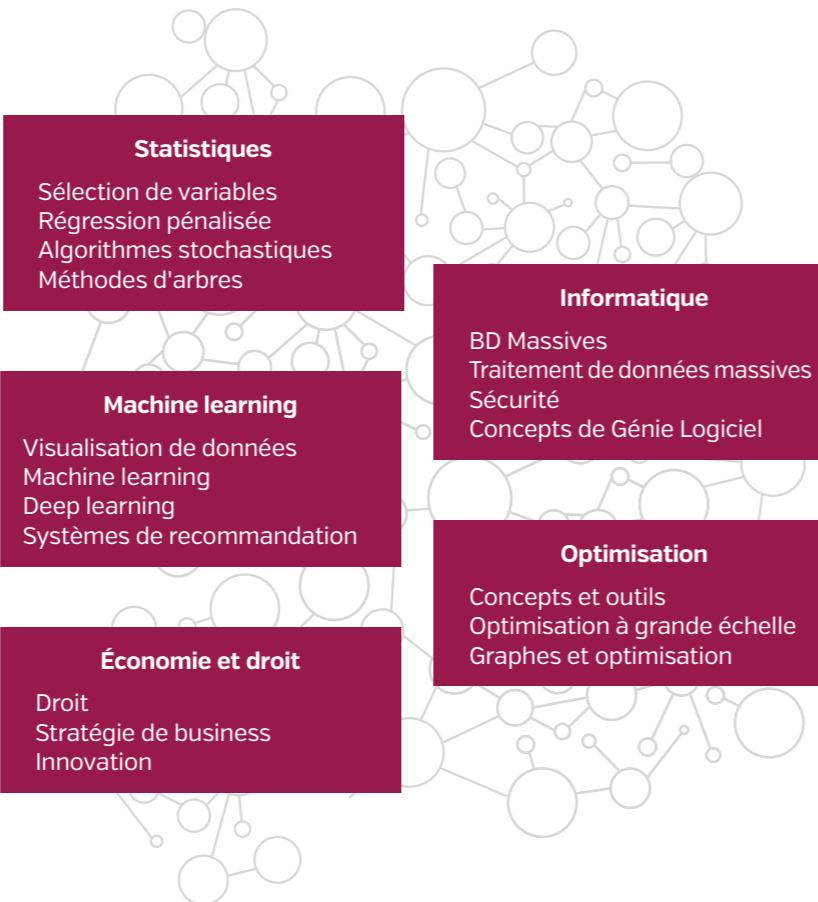 Statistiques
Sélection de variables
Régression pénalisée
Algorithmes stochastiques
Méthodes d'arbres
Informatique
BD Massives
Traitement de données massives
Sécurité
Concepts de Génie Logiciel
Machine learning
Visualisation de données
Machine learning
Deep learning
Systèmes de recommandation
Optimisation
Concepts et outils
Optimisation à grande échelle
Graphes et optimisation
Économie et droit
Droit
Stratégie de business
Innovation